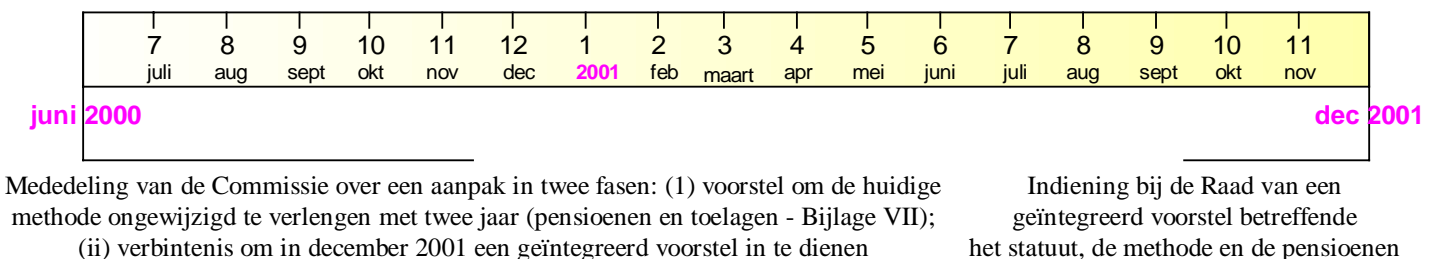 7 8 9 10 11 12 1 2 3 4 5 6 7 8 9 10 11
juli aug sept okt nov dec 2001 feb maart apr mei juni juli aug sept okt nov
juni 2000 dec 2001
Mededeling van de Commissie over een aanpak in twee fasen: (1) voorstel om de huidige
methode ongewijzigd te verlengen met twee jaar (pensioenen en toelagen - Bijlage VII);
(ii) verbintenis om in december 2001 een geïntegreerd voorstel in te dienen
Indiening bij de Raad van een
geïntegreerd voorstel betreffende
het statuut, de methode en de pensioenen